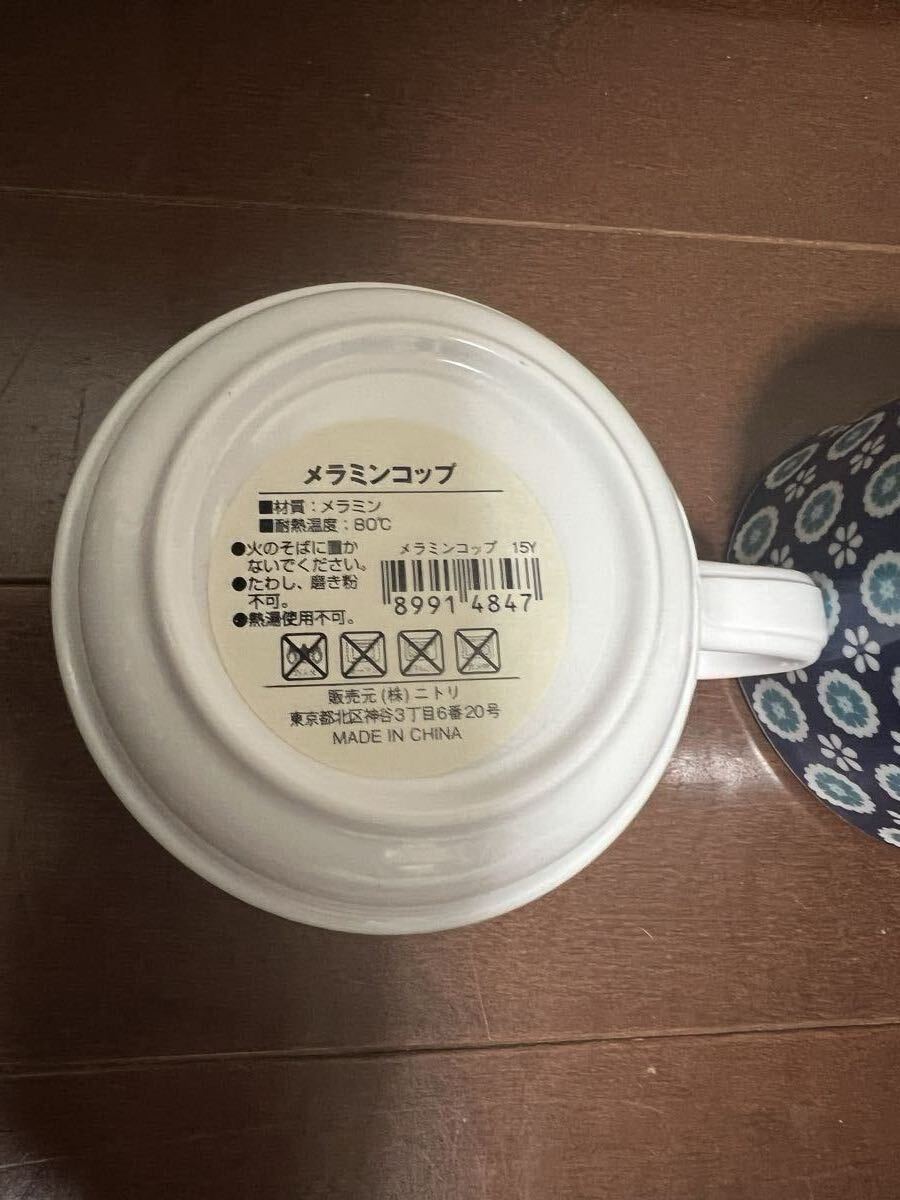 メラミンコップ
■材質：メラミン
■耐熱温度：80℃
●火のそばに置か
ないでください。
●たわし、磨き粉
不可。
●熱湯使用不可。
メラミンコップ 15Y
8991 4847
販売元(株)ニトリ
東京都北区神谷3丁目6番20号
MADE IN CHINA